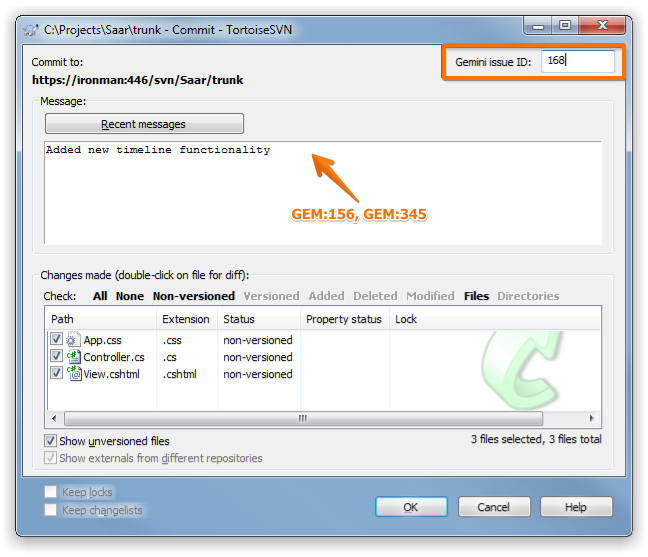 C:\Projects\Saar\trunk - Commit - TortoiseSVN
Commit to:
Gemini issue ID: 168
https://ironman:446/svn/Saar/trunk
Message:
Recent messages
Added new timeline functionality
GEM:156, GEM:345
Changes made (double-click on file for diff):
Check: All None Non-versioned Versioned Added Deleted Modified Files Directories
Path Extension Status Property status Lock
App.css .css non-versioned
Controller.cs .cs non-versioned
View.cshtml .cshtml non-versioned
Show unversioned files
3 files selected, 3 files total
Show externals from different repositories
Keep locks
Keep changelists
OK Cancel Help